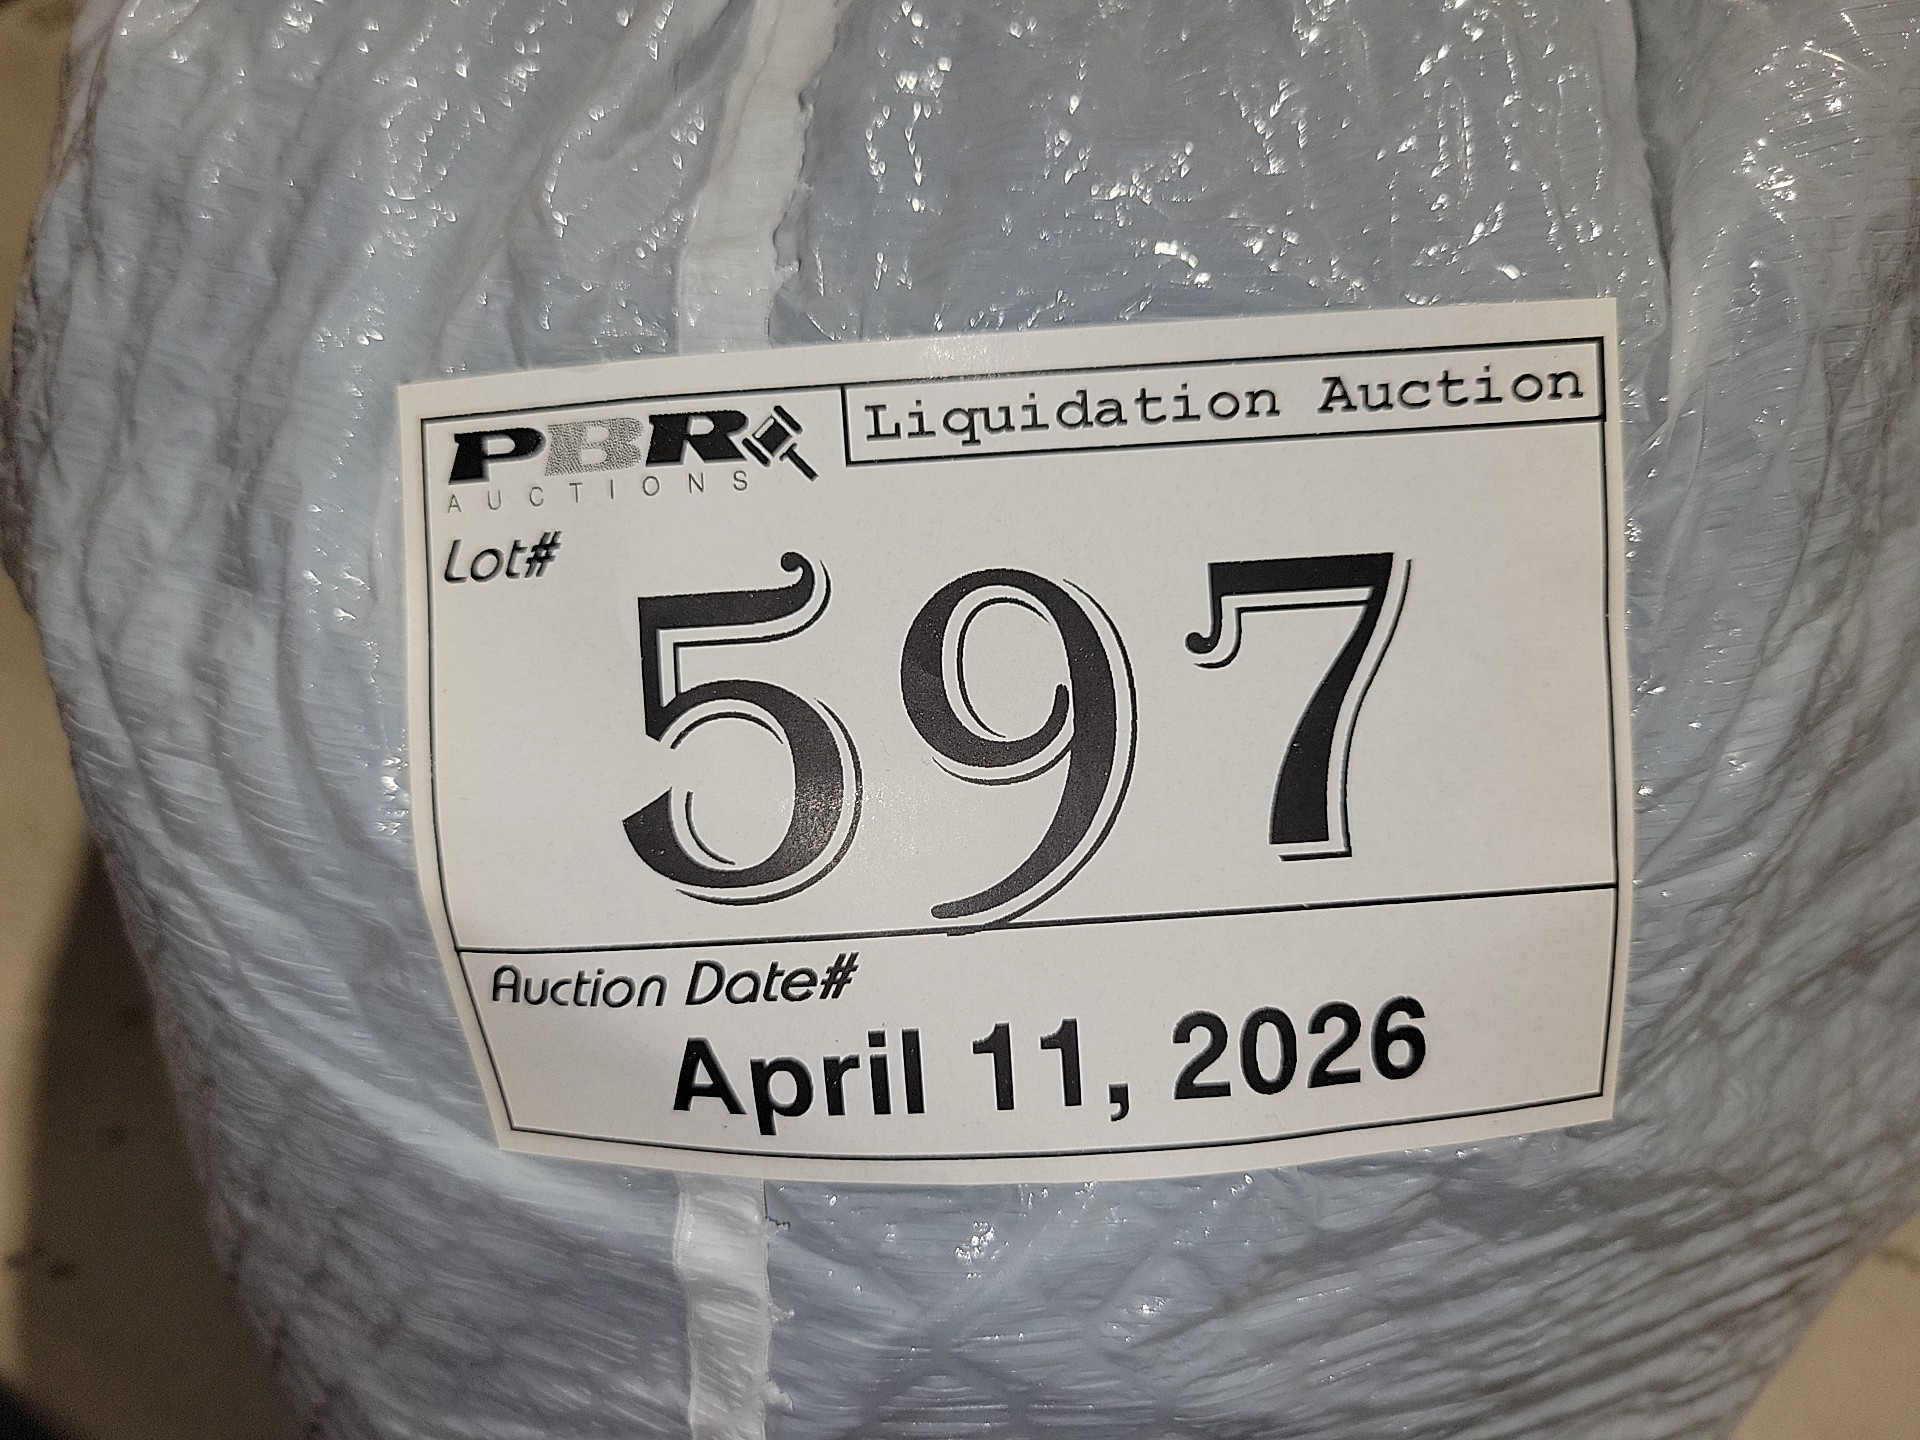 PBR
AUCTIONS
Liquidation Auction
Lot#
597
Auction Date#
April 11, 2026